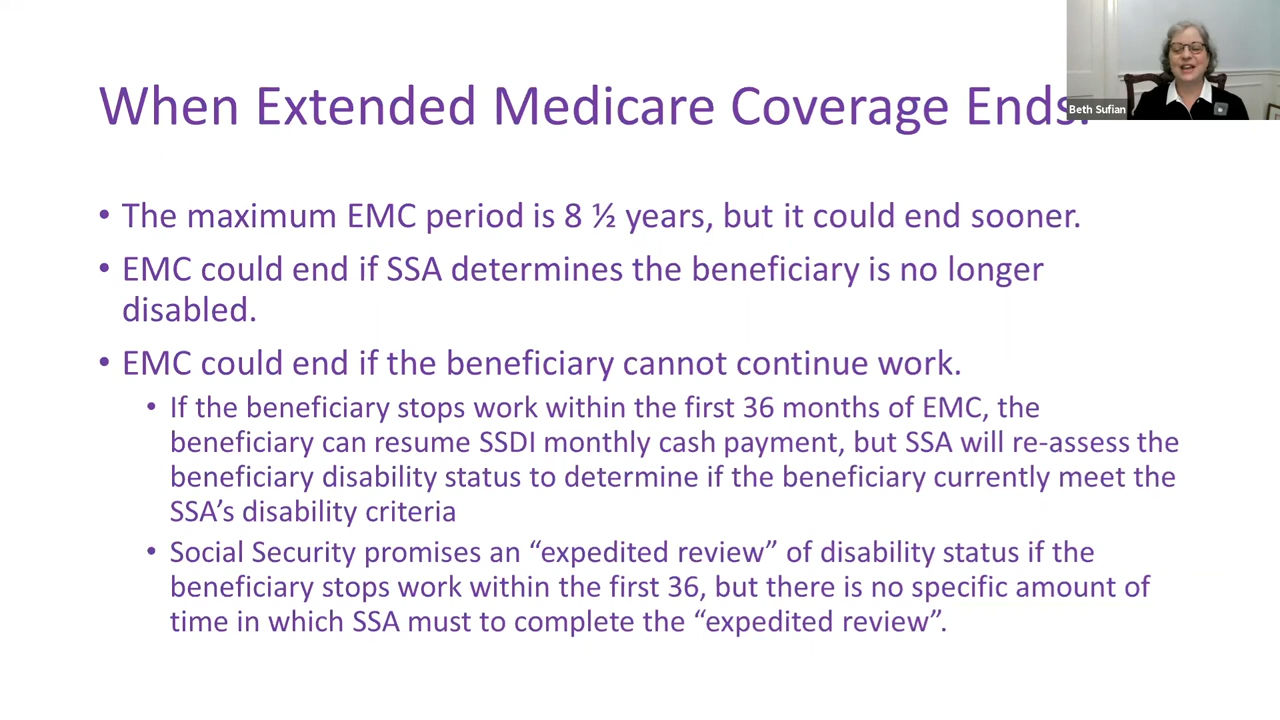 When Extended Medicare Coverage Ends.
Beth Sufian
• The maximum EMC period is 8 ½ years, but it could end sooner.
• EMC could end if SSA determines the beneficiary is no longer
disabled.
• EMC could end if the beneficiary cannot continue work.
• If the beneficiary stops work within the first 36 months of EMC, the
beneficiary can resume SSDI monthly cash payment, but SSA will re-assess the
beneficiary disability status to determine if the beneficiary currently meet the
SSA’s disability criteria
• Social Security promises an “expedited review” of disability status if the
beneficiary stops work within the first 36, but there is no specific amount of
time in which SSA must to complete the “expedited review”.